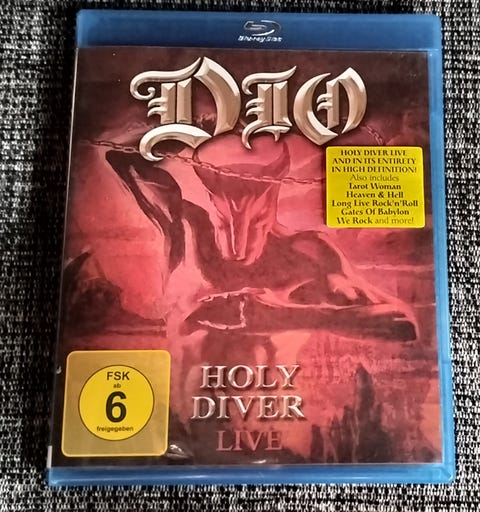 Blu-ray Disc
DIO
HOLY DIVER LIVE
AND IN ITS ENTIRETY
IN HIGH DEFINITION!
Also includes
Tarot Woman
Heaven & Hell
Long Live Rock'n'Roll
Gates Of Babylon
We Rock and more!
FSK
ab
6
freigegeben
HOLY
DIVER
LIVE